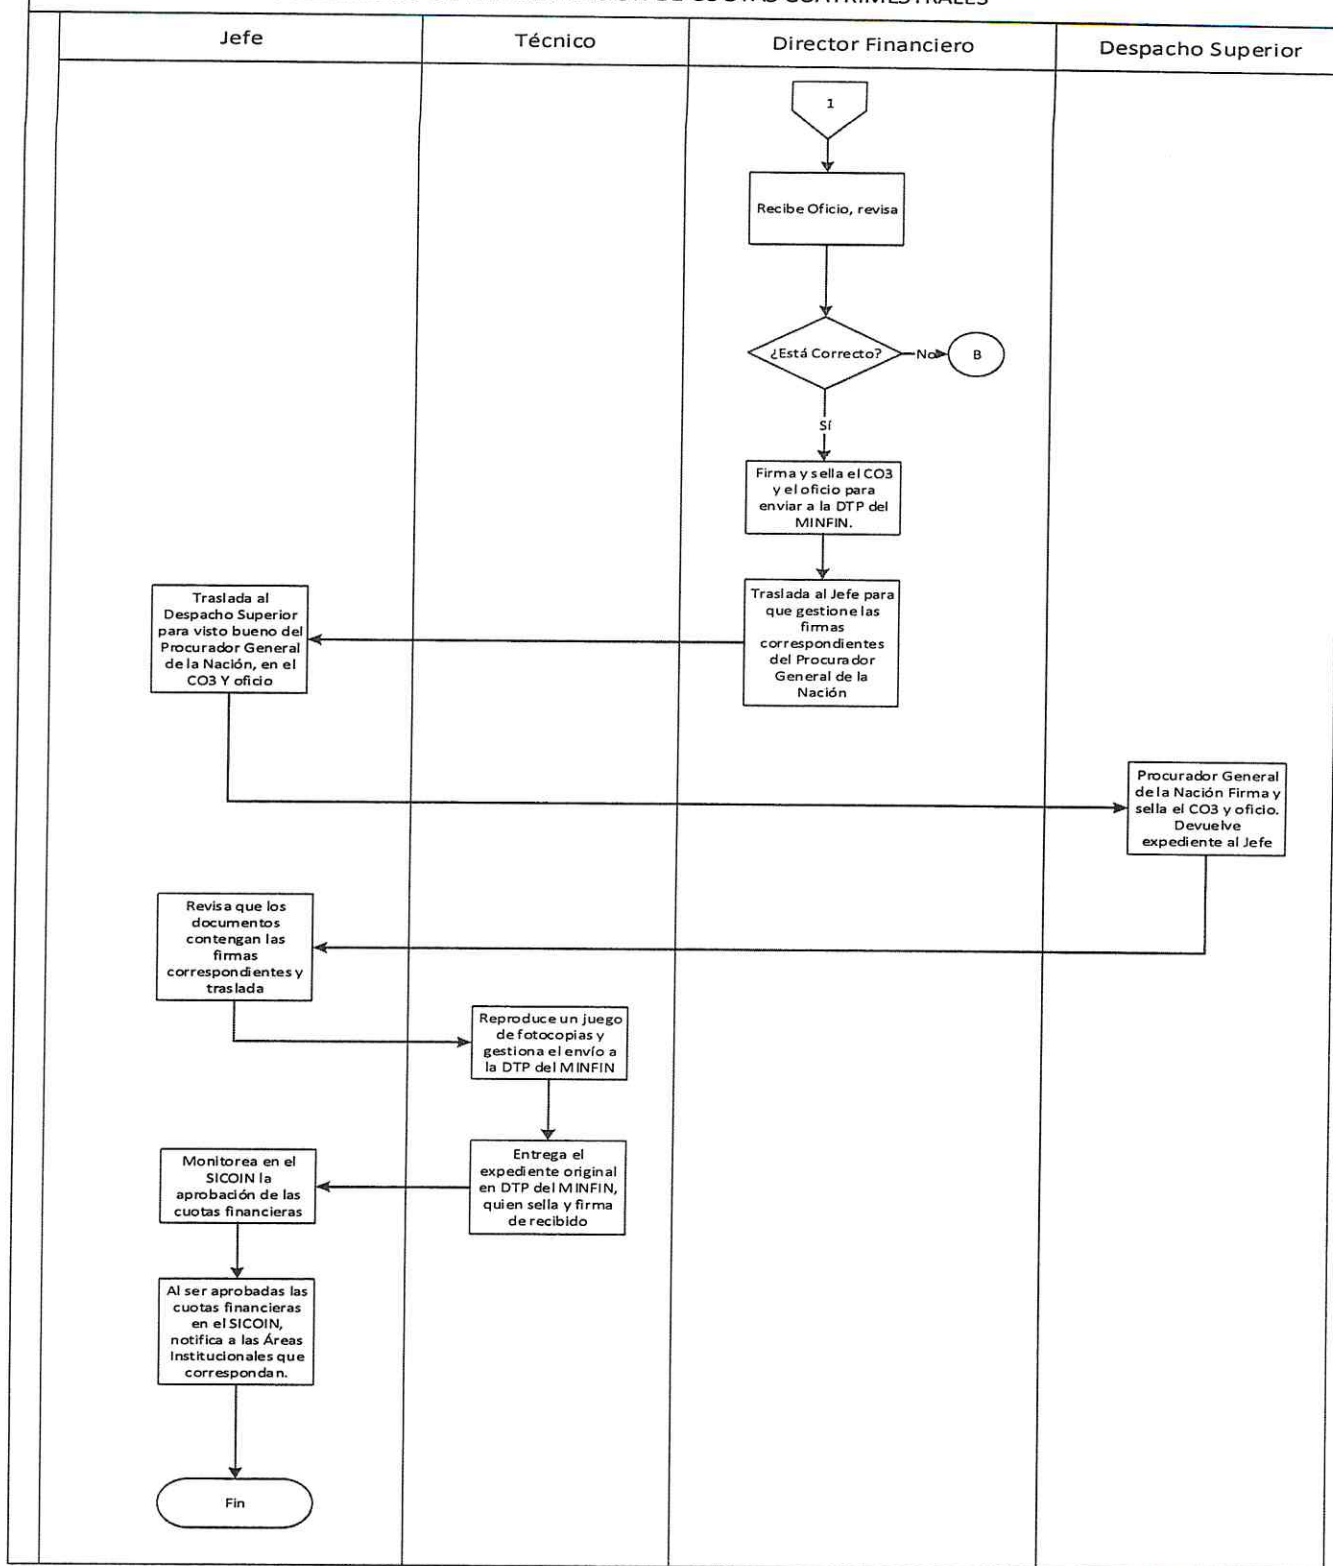 DE CUOTAS CUATRIMESTRALES
Jefe
Técnico
Director Financiero
Despacho Superior
1
Recibe Oficio, revisa
¿Está Correcto?
No
B
Sí
Firma y sella el CO3
y el oficio para
enviar a la DTP del
MINFIN.
Traslada al Jefe para
que gestione las
firmas
correspondientes
del Procurador
General de la
Nación
Traslada al
Despacho Superior
para visto bueno del
Procurador General
de la Nación, en el
CO3 Y oficio
Procurador General
de la Nación Firma y
sella el CO3 y oficio.
Devuelve
expediente al Jefe
Revisa que los
documentos
contengan las
firmas
correspondientes y
traslada
Reproduce un juego
de fotocopias y
gestiona el envío a
la DTP del MINFIN
Entrega el
expediente original
en DTP del MINFIN,
quien sella y firma
de recibido
Monitorea en el
SICOIN la
aprobación de las
cuotas financieras
Al ser aprobadas las
cuotas financieras
en el SICOIN,
notifica a las Áreas
Institucionales que
correspondan.
Fin